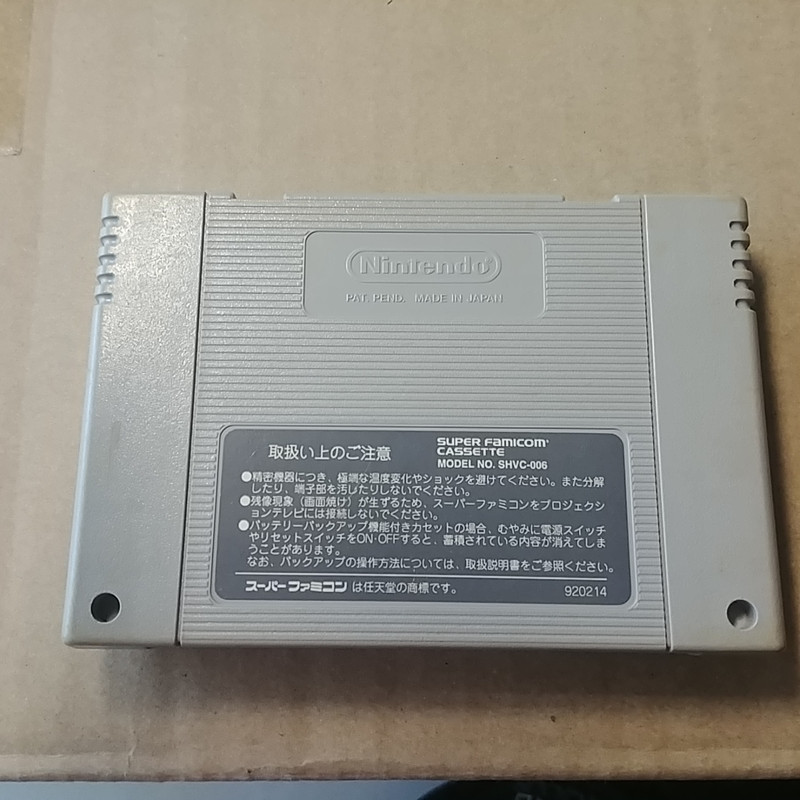 Nintendo
PAT. PEND. MADE IN JAPAN
取扱い上のご注意
SUPER FAMICOM
CASSETTE
MODEL NO. SHVC-006
●精密機器につき、極端な温度変化やショックを避けてください。また分解
したり、端子部を汚したりしないでください。
●残像現象（画面焼け）が生ずるため、スーパーファミコンをプロジェクシ
ョンテレビには接続しないでください。
●バッテリーバックアップ機能付きカセットの場合、むやみに電源スイッチ
やリセットスイッチをON·OFFすると、蓄積されている内容が消えてしま
うことがあります。
なお、バックアップの操作方法については、取扱説明書をご参照ください。
スーパーファミコン は任天堂の商標です。
920214